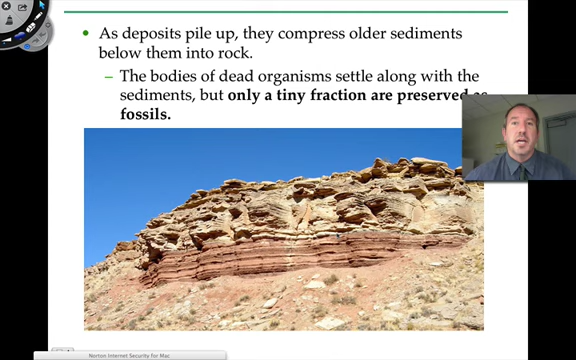 As deposits pile up, they compress older sediments
below them into rock.
– The bodies of dead organisms settle along with the
sediments, but only a tiny fraction are preserved as
fossils.
Norton Internet Security for Mac